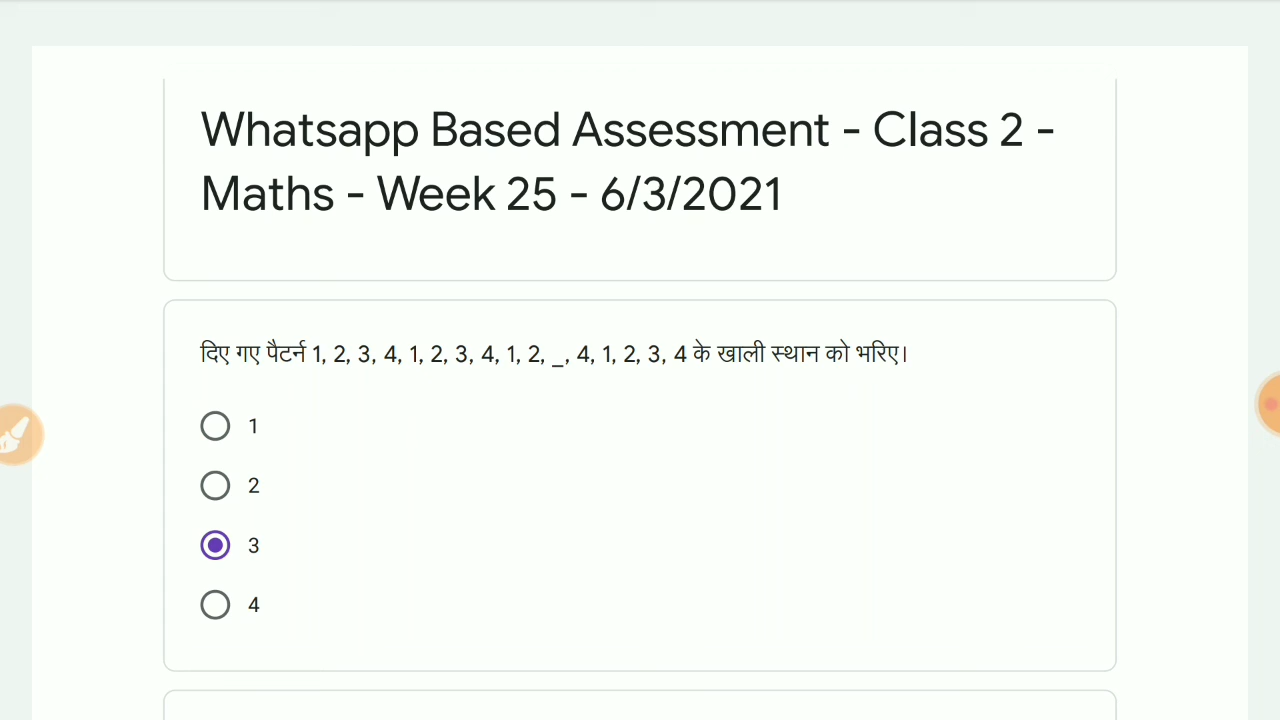 Whatsapp Based Assessment - Class 2 -
Maths - Week 25 - 6/3/2021
दिए गए पैटर्न 1, 2, 3, 4, 1, 2, 3, 4, 1, 2, _, 4, 1, 2, 3, 4 के खाली स्थान को भरिए।
1
2
3
4